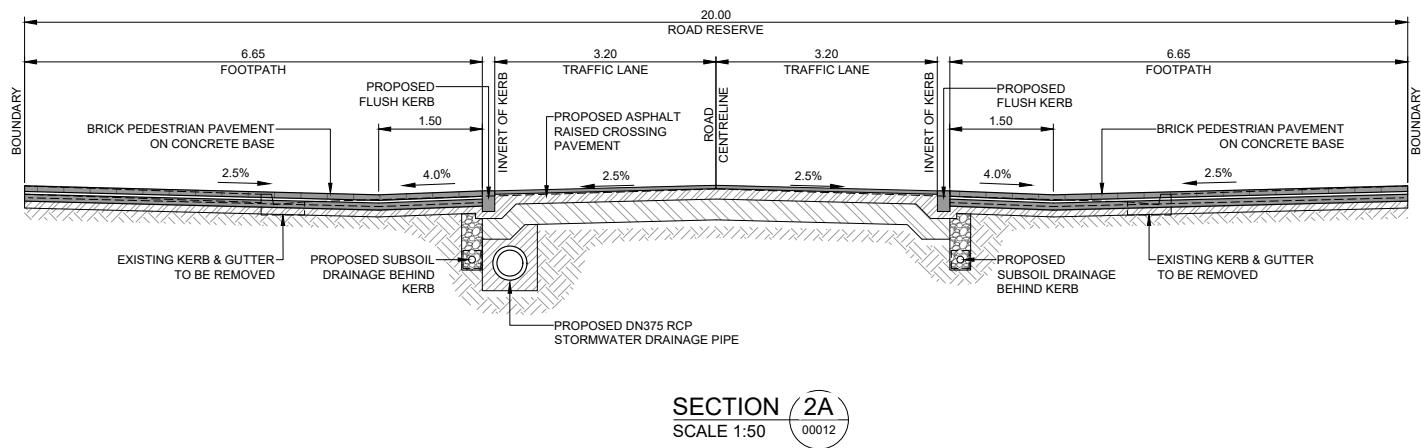 20.00
ROAD RESERVE
6.65
FOOTPATH
3.20
TRAFFIC LANE
3.20
TRAFFIC LANE
6.65
FOOTPATH
BOUNDARY
PROPOSED
FLUSH KERB
INVERT OF KERB
PROPOSED ASPHALT
RAISED CROSSING
PAVEMENT
ROAD
CENTRELINE
INVERT OF KERB
PROPOSED
FLUSH KERB
BOUNDARY
1.50
1.50
BRICK PEDESTRIAN PAVEMENT
ON CONCRETE BASE
BRICK PEDESTRIAN PAVEMENT
ON CONCRETE BASE
2.5%
4.0%
2.5%
2.5%
4.0%
2.5%
EXISTING KERB & GUTTER
TO BE REMOVED
PROPOSED SUBSOIL
DRAINAGE BEHIND
KERB
PROPOSED
SUBSOIL DRAINAGE
BEHIND KERB
EXISTING KERB & GUTTER
TO BE REMOVED
PROPOSED DN375 RCP
STORMWATER DRAINAGE PIPE
SECTION 2A
SCALE 1:50 00012